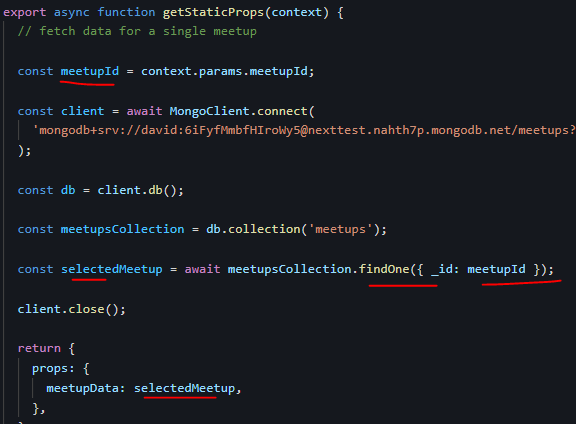 export async function getStaticProps(context) {
// fetch data for a single meetup
const meetupId = context.params.meetupId;
const client = await MongoClient.connect(
'mongodb+srv://david:6iFyfMmbfHIroWy5@nexttest.nahth7p.mongodb.net/meetups?
);
const db = client.db();
const meetupsCollection = db.collection('meetups');
const selectedMeetup = await meetupsCollection.findOne({ _id: meetupId });
client.close();
return {
props: {
meetupData: selectedMeetup,
},